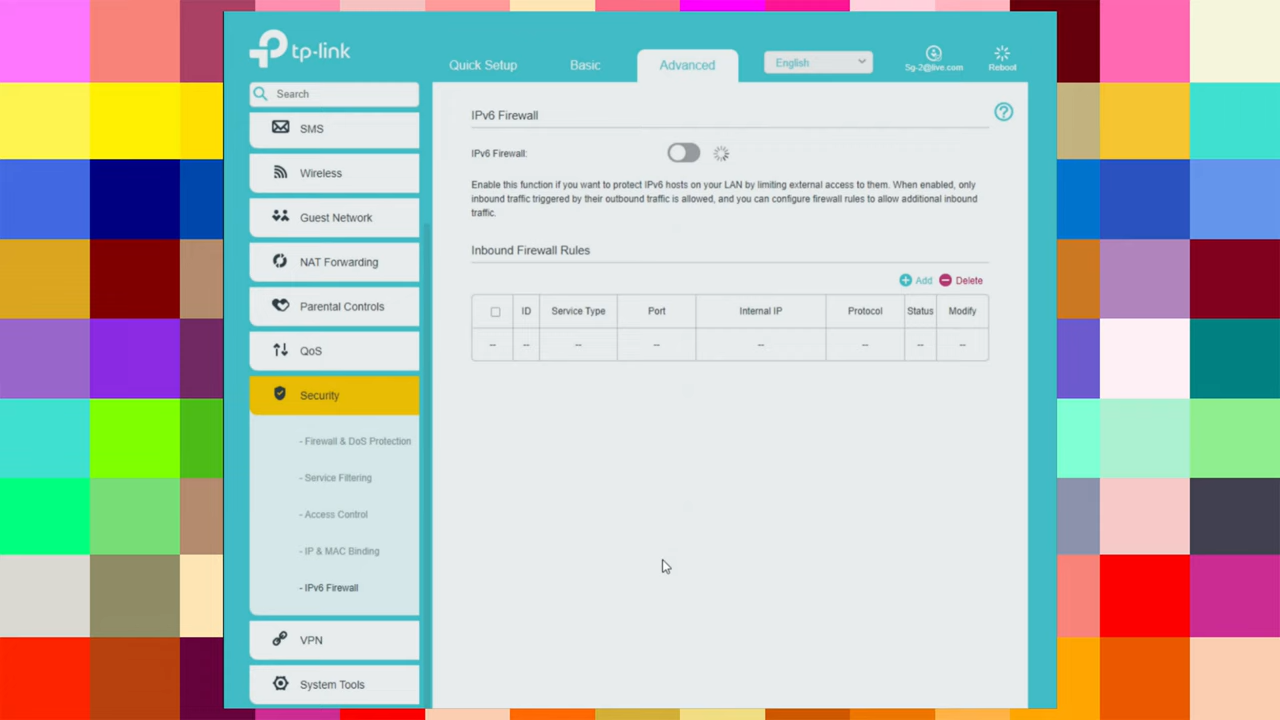 tp-link
Quick Setup
Basic
Advanced
English
Sg-2@live.com
Reboot
Search
SMS
Wireless
Guest Network
NAT Forwarding
Parental Controls
QoS
Security
- Firewall & DoS Protection
- Service Filtering
- Access Control
- IP & MAC Binding
- IPv6 Firewall
VPN
System Tools
IPv6 Firewall
IPv6 Firewall:
Enable this function if you want to protect IPv6 hosts on your LAN by limiting external access to them. When enabled, only
inbound traffic triggered by their outbound traffic is allowed, and you can configure firewall rules to allow additional inbound
traffic.
Inbound Firewall Rules
Add Delete
ID Service Type Port Internal IP Protocol Status Modify
-- -- -- -- -- -- -- --